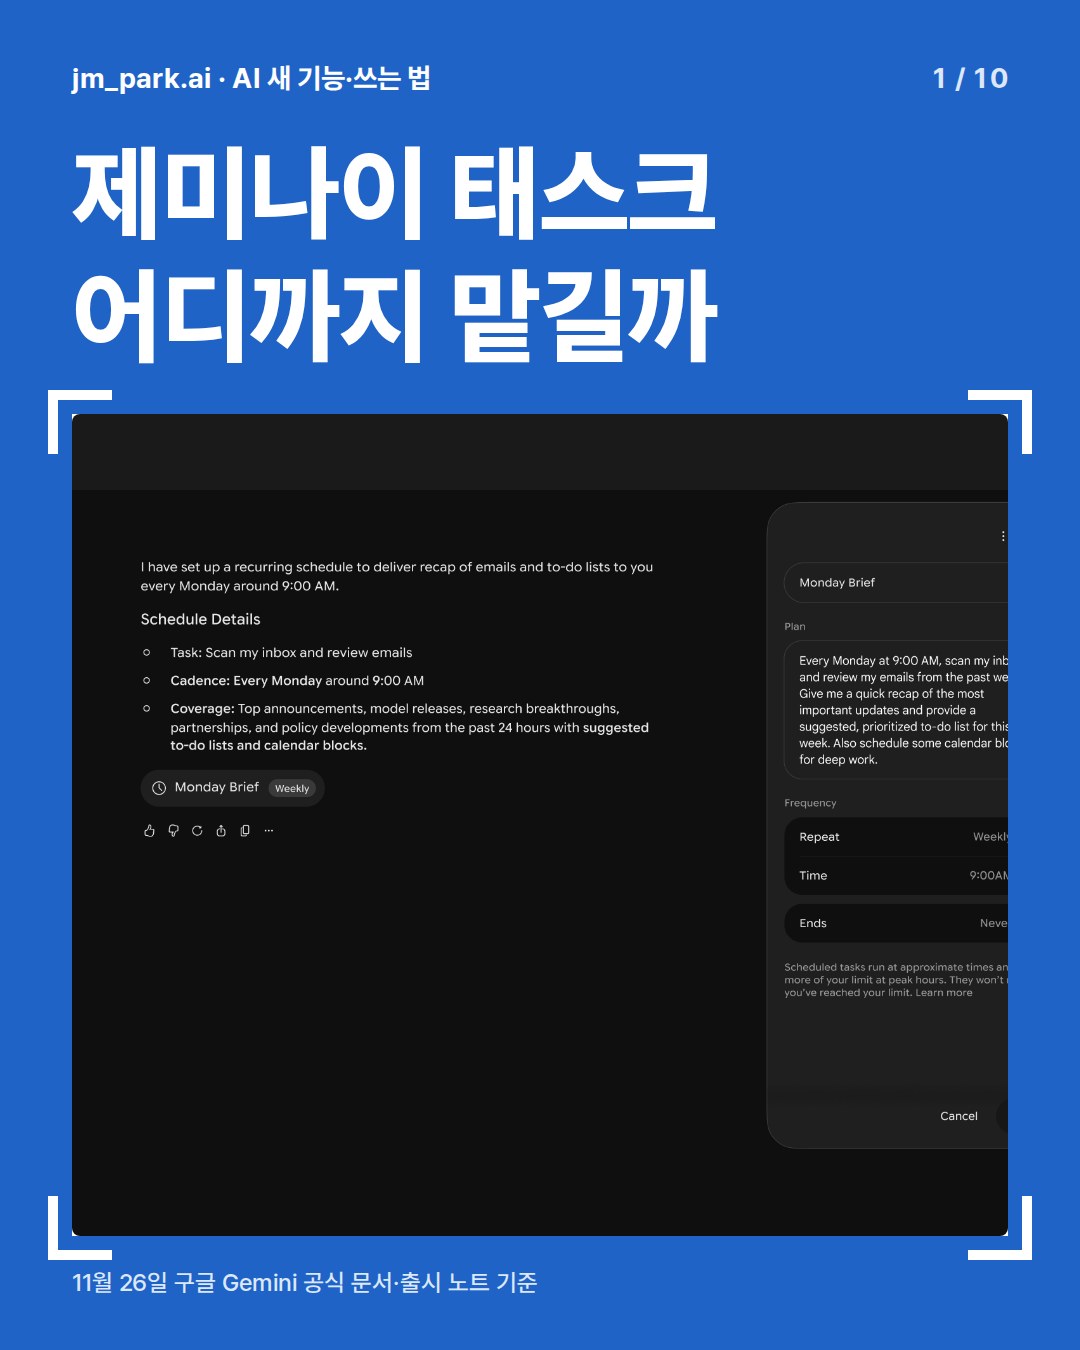 jm_park.ai · AI 새 기능·쓰는 법
1 / 10
제미나이 태스크
어디까지 맡길까
I have set up a recurring schedule to deliver recap of emails and to-do lists to you
every Monday around 9:00 AM.
Schedule Details
Task: Scan my inbox and review emails
Cadence: Every Monday around 9:00 AM
Coverage: Top announcements, model releases, research breakthroughs,
partnerships, and policy developments from the past 24 hours with suggested
to-do lists and calendar blocks.
Monday Brief Weekly
Monday Brief
Plan
Every Monday at 9:00 AM, scan my
and review my emails from the past
Give me a quick recap of the most
important updates and provide a
suggested, prioritized to-do list for this
week. Also schedule some calendar
for deep work.
Frequency
Repeat Weekly
Time 9:00AM
Ends
Scheduled tasks run at approximate times
more of your limit at peak hours. They won't
you've reached your limit. Learn more
Cancel
11월 26일 구글 Gemini 공식 문서·출시 노트 기준